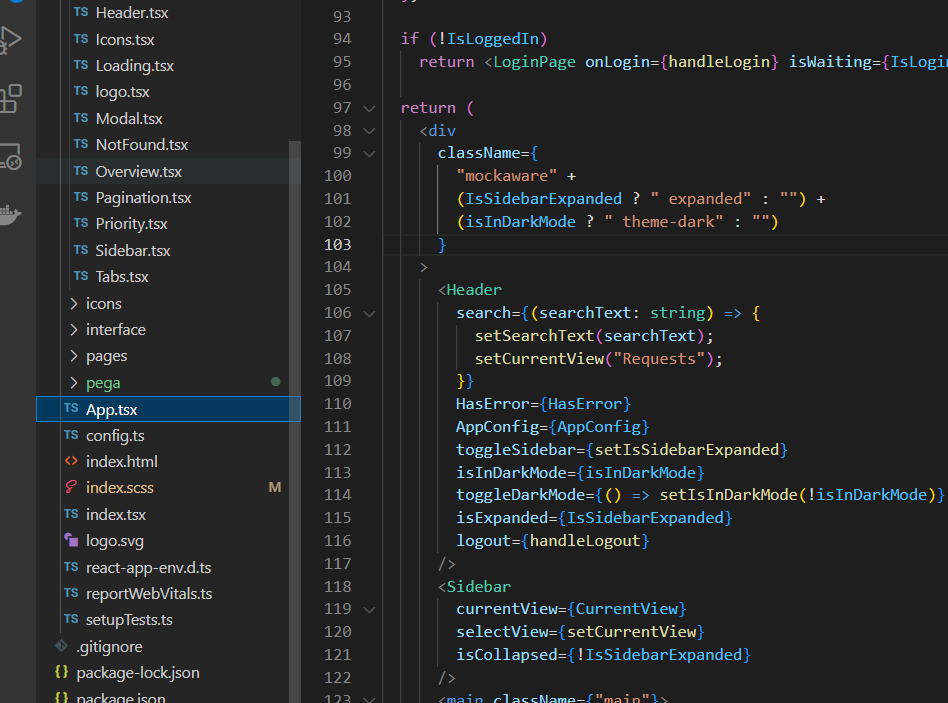 TS Header.tsx
TS Icons.tsx
TS Loading.tsx
TS logo.tsx
TS Modal.tsx
TS NotFound.tsx
TS Overview.tsx
TS Pagination.tsx
TS Priority.tsx
TS Sidebar.tsx
TS Tabs.tsx
icons
interface
pages
pega
TS App.tsx
TS config.ts
<> index.html
index.scss M
TS index.tsx
logo.svg
TS react-app-env.d.ts
TS reportWebVitals.ts
TS setupTests.ts
.gitignore
{} package-lock.json
{} package.json
93
94 if (!IsLoggedIn)
95 return <LoginPage onLogin={handleLogin} isWaiting={IsLogin
96
97 return (
98 <div
99 className={
100 "mockaware" +
101 (IsSidebarExpanded ? " expanded" : "") +
102 (isInDarkMode ? " theme-dark" : "")
103 }
104 >
105 <Header
106 search={(searchText: string) => {
107 setSearchText(searchText);
108 setCurrentView("Requests");
109 }}
110 HasError={HasError}
111 AppConfig={AppConfig}
112 toggleSidebar={setIsSidebarExpanded}
113 isInDarkMode={isInDarkMode}
114 toggleDarkMode={() => setIsInDarkMode(!isInDarkMode)}
115 isExpanded={IsSidebarExpanded}
116 logout={handleLogout}
117 />
118 <Sidebar
119 currentView={CurrentView}
120 selectView={setCurrentView}
121 isCollapsed={!IsSidebarExpanded}
122 />
123 <main className={"main"}>